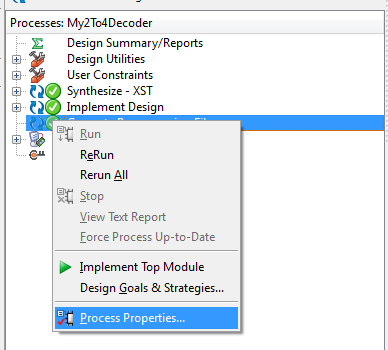 Processes: My2To4Decoder
Design Summary/Reports
Design Utilities
User Constraints
Synthesize - XST
Implement Design
Run
ReRun
Rerun All
Stop
View Text Report
Force Process Up-to-Date
Implement Top Module
Design Goals & Strategies...
Process Properties...